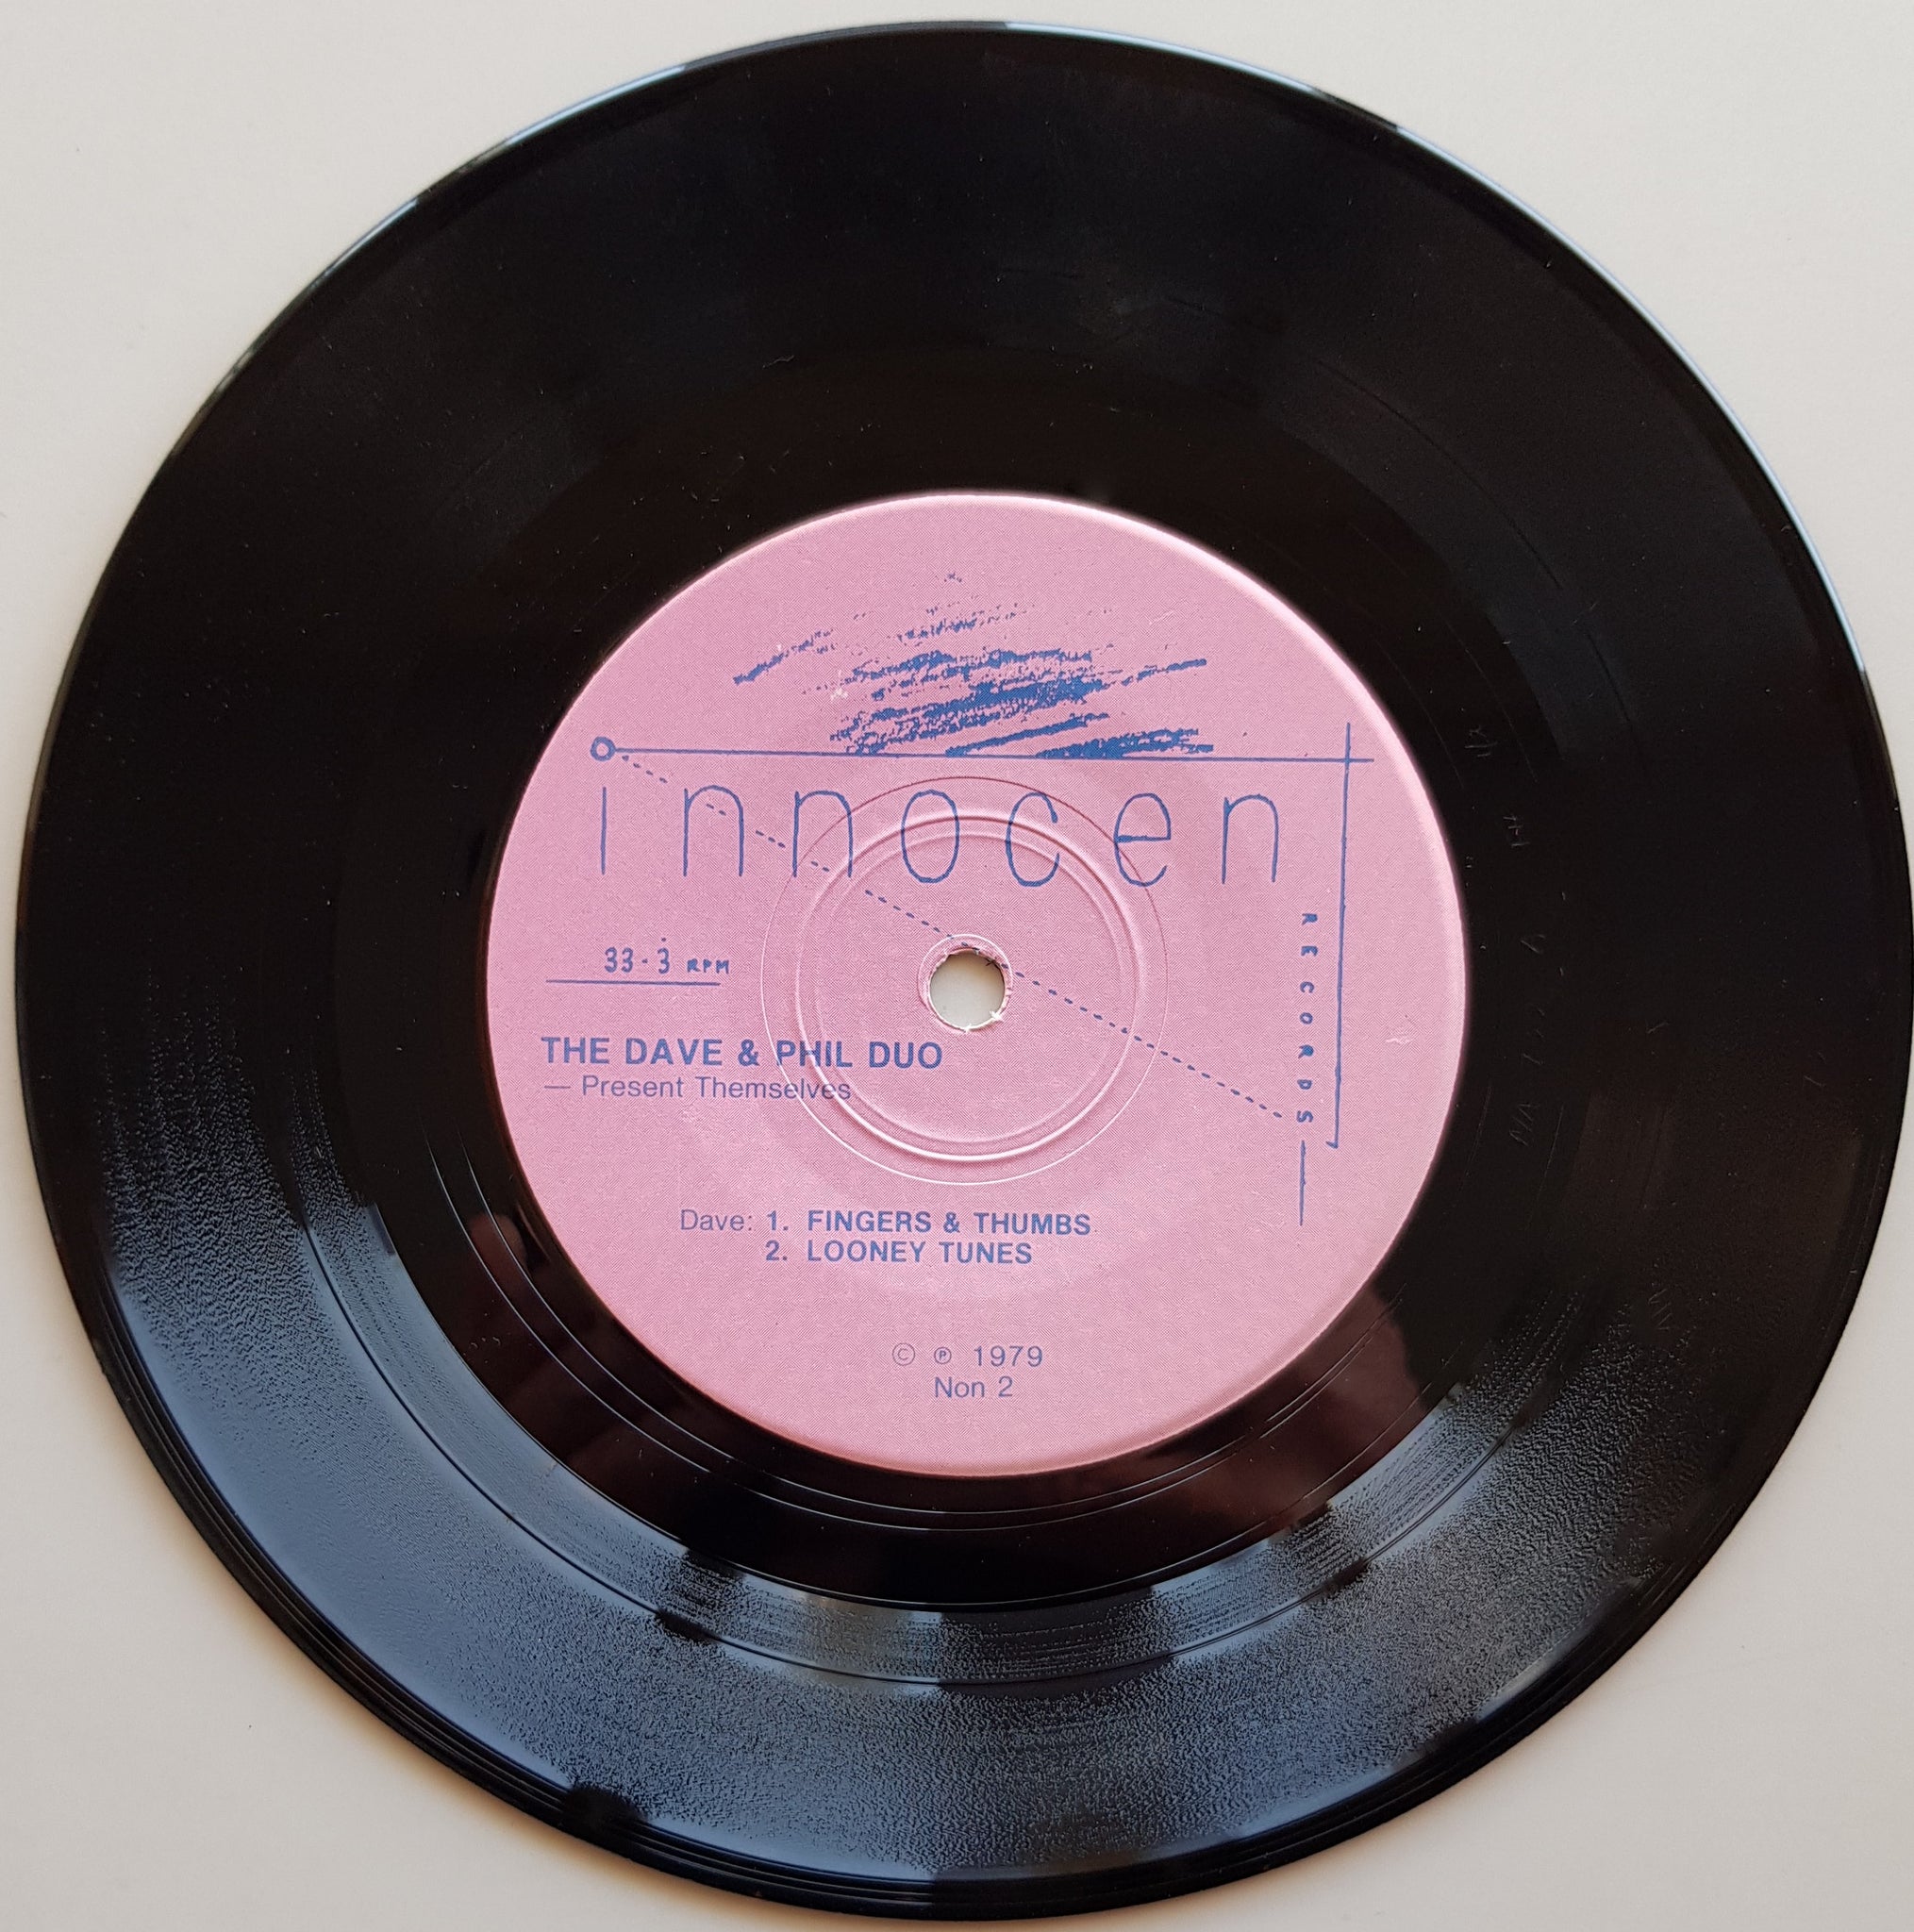 innocent
RECORDS
33·3̇ RPM
THE DAVE & PHIL DUO
— Present Themselves
Dave: 1. FINGERS & THUMBS
2. LOONEY TUNES
© ℗ 1979
Non 2